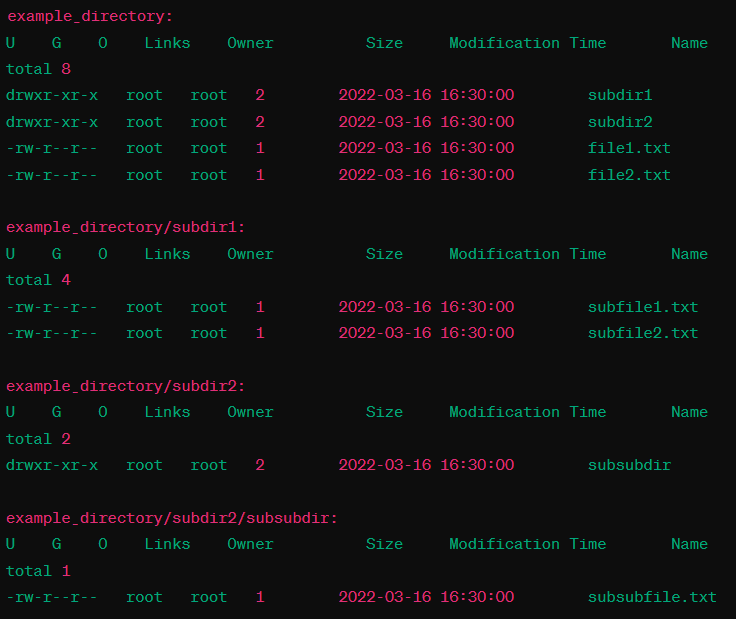 example_directory:
U    G    O    Links    Owner          Size     Modification Time       Name
total 8
drwxr-xr-x   root   root   2        2022-03-16 16:30:00        subdir1
drwxr-xr-x   root   root   2        2022-03-16 16:30:00        subdir2
-rw-r--r--   root   root   1        2022-03-16 16:30:00        file1.txt
-rw-r--r--   root   root   1        2022-03-16 16:30:00        file2.txt

example_directory/subdir1:
U    G    O    Links    Owner          Size     Modification Time       Name
total 4
-rw-r--r--   root   root   1        2022-03-16 16:30:00        subfile1.txt
-rw-r--r--   root   root   1        2022-03-16 16:30:00        subfile2.txt

example_directory/subdir2:
U    G    O    Links    Owner          Size     Modification Time       Name
total 2
drwxr-xr-x   root   root   2        2022-03-16 16:30:00        subsubdir

example_directory/subdir2/subsubdir:
U    G    O    Links    Owner          Size     Modification Time       Name
total 1
-rw-r--r--   root   root   1        2022-03-16 16:30:00        subsubfile.txt